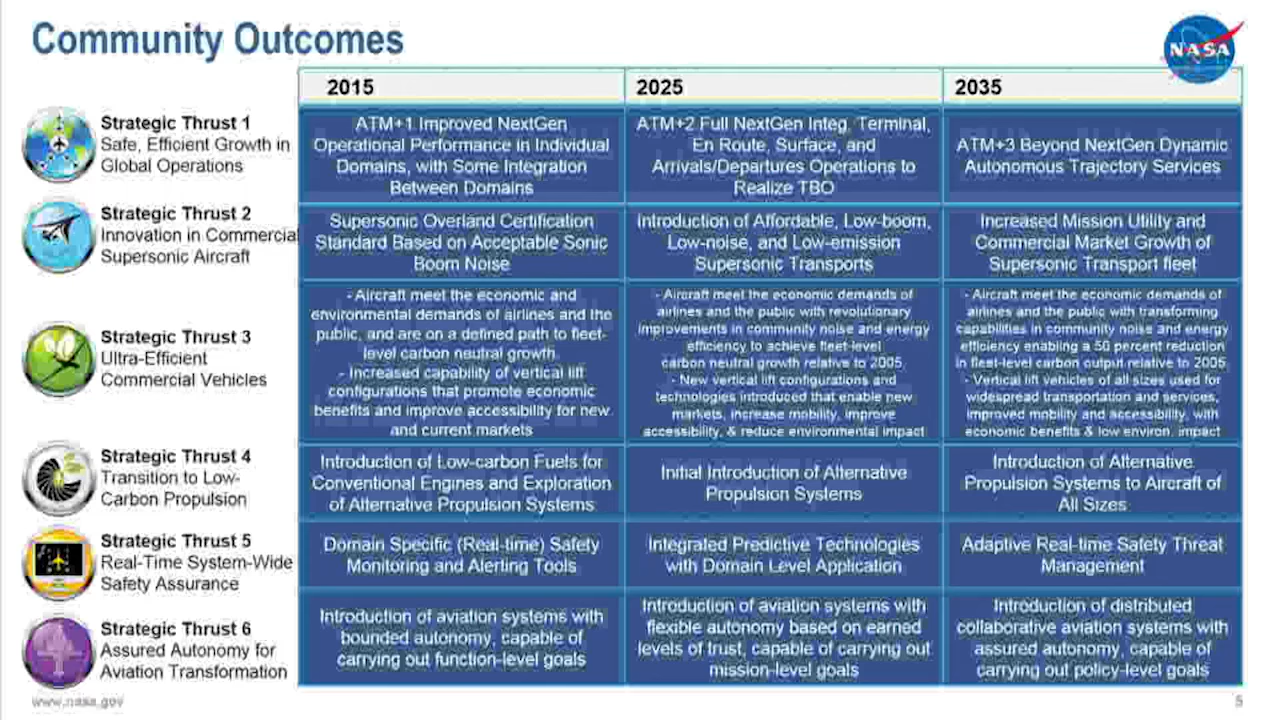 Community Outcomes
NASA
2015
2025
2035
Strategic Thrust 1
Safe, Efficient Growth in
Global Operations
ATM+1 Improved NextGen
Operational Performance in Individual
Domains, with Some Integration
Between Domains
ATM+2 Full NextGen Integ. Terminal,
En Route, Surface, and
Arrivals/Departures Operations to
Realize TBO
ATM+3 Beyond NextGen Dynamic
Autonomous Trajectory Services
Strategic Thrust 2
Innovation in Commercial
Supersonic Aircraft
Supersonic Overland Certification
Standard Based on Acceptable Sonic
Boom Noise
Introduction of Affordable, Low-boom,
Low-noise, and Low-emission
Supersonic Transports
Increased Mission Utility and
Commercial Market Growth of
Supersonic Transport fleet
Strategic Thrust 3
Ultra-Efficient
Commercial Vehicles
- Aircraft meet the economic and
environmental demands of airlines and the
public, and are on a defined path to fleet-
level carbon neutral growth
- Increased capability of vertical lift
configurations that promote economic
benefits and improve accessibility for new
and current markets
- Aircraft meet the economic demands of
airlines and the public with revolutionary
improvements in community noise and energy
efficiency to achieve fleet-level
carbon neutral growth relative to 2005
- New vertical lift configurations and
technologies introduced that enable new
markets, increase mobility, improve
accessibility, & reduce environmental impact
- Aircraft meet the economic demands of
airlines and the public with transforming
capabilities in community noise and energy
efficiency enabling a 50 percent reduction
in fleet-level carbon output relative to 2005
- Vertical lift vehicles of all sizes used for
widespread transportation and services,
improved mobility and accessibility, with
economic benefits & low environ. impact
Strategic Thrust 4
Transition to Low-
Carbon Propulsion
Introduction of Low-carbon Fuels for
Conventional Engines and Exploration
of Alternative Propulsion Systems
Initial Introduction of Alternative
Propulsion Systems
Introduction of Alternative
Propulsion Systems to Aircraft of
All Sizes
Strategic Thrust 5
Real-Time System-Wide
Safety Assurance
Domain Specific (Real-time) Safety
Monitoring and Alerting Tools
Integrated Predictive Technologies
with Domain Level Application
Adaptive Real-time Safety Threat
Management
Strategic Thrust 6
Assured Autonomy for
Aviation Transformation
Introduction of aviation systems with
bounded autonomy, capable of
carrying out function-level goals
Introduction of aviation systems with
flexible autonomy based on earned
levels of trust, capable of carrying out
mission-level goals
Introduction of distributed
collaborative aviation systems with
assured autonomy, capable of
carrying out policy-level goals
www.nasa.gov
5